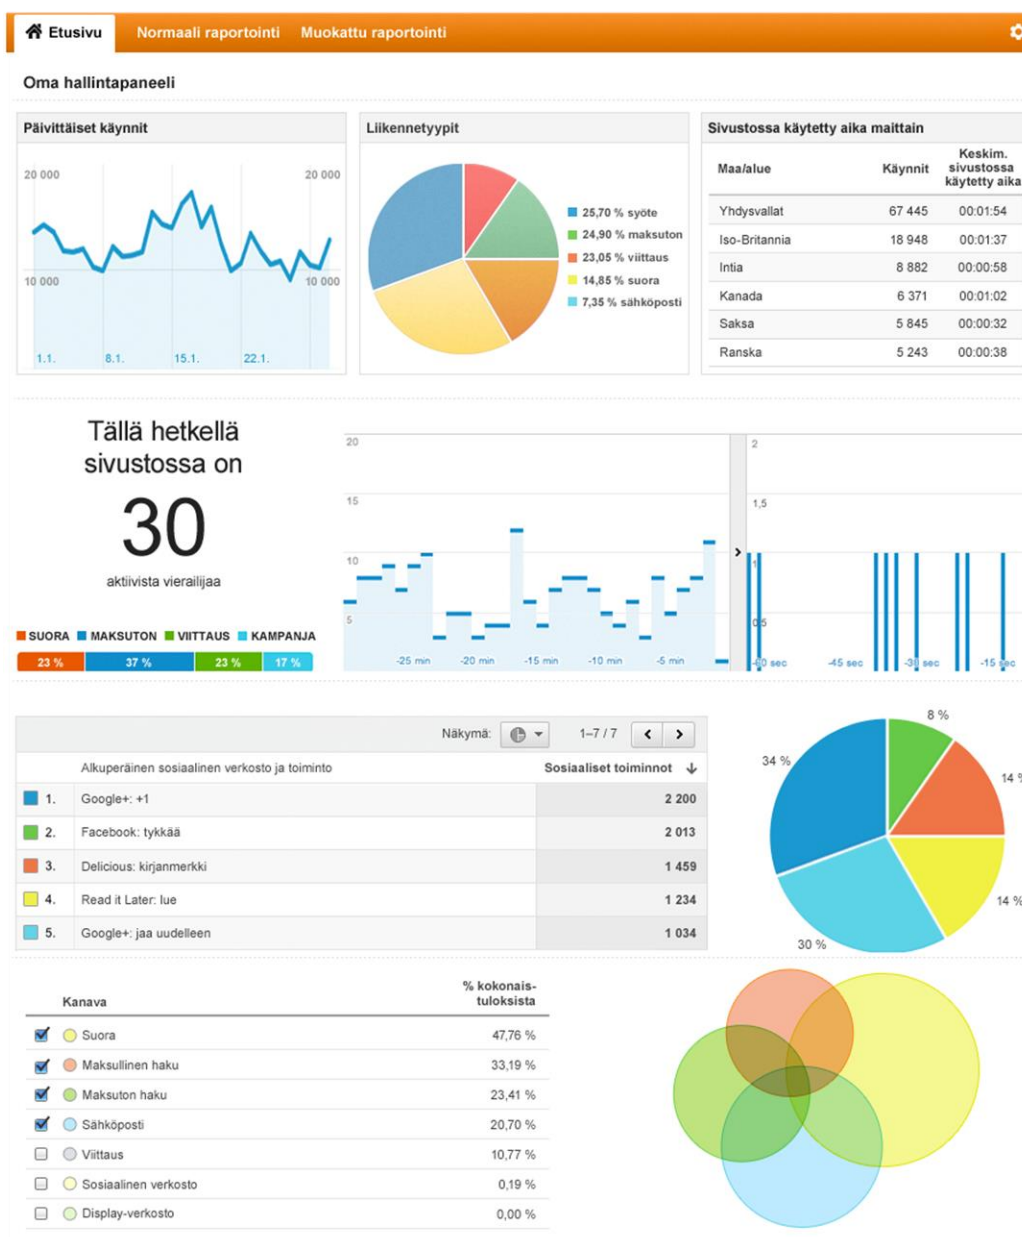 Etusivu Normaali raportointi Muokattu raportointi
Oma hallintapaneeli
Päivittäiset käynnit
20 000 20 000
10 000 10 000
1.1. 8.1. 15.1. 22.1.
Liikennetyypit
25,70 % syöte
24,90 % maksuton
23,05 % viittaus
14,85 % suora
7,35 % sähköposti
Sivustossa käytetty aika maittain
Maa/alue Käynnit Keskim. sivustossa käytetty aika
Yhdysvallat 67 445 00:01:54
Iso-Britannia 18 948 00:01:37
Intia 8 882 00:00:58
Kanada 6 371 00:01:02
Saksa 5 845 00:00:32
Ranska 5 243 00:00:38
Tällä hetkellä
sivustossa on
30
aktiivista vierailijaa
SUORA MAKSUTON VIITTAUS KAMPANJA
23 % 37 % 23 % 17 %
20
15
10
5
-25 min -20 min -15 min -10 min -5 min
2
1,5
1
0,5
-60 sec -45 sec -30 sec -15 sec
Näkymä: 1–7 / 7
Alkuperäinen sosiaalinen verkosto ja toiminto Sosiaaliset toiminnot
1. Google+: +1 2 200
2. Facebook: tykkää 2 013
3. Delicious: kirjanmerkki 1 459
4. Read it Later: lue 1 234
5. Google+: jaa uudelleen 1 034
8 %
34 %
14 %
14 %
30 %
Kanava % kokonais-
tuloksista
Suora 47,76 %
Maksullinen haku 33,19 %
Maksuton haku 23,41 %
Sähköposti 20,70 %
Viittaus 10,77 %
Sosiaalinen verkosto 0,19 %
Display-verkosto 0,00 %